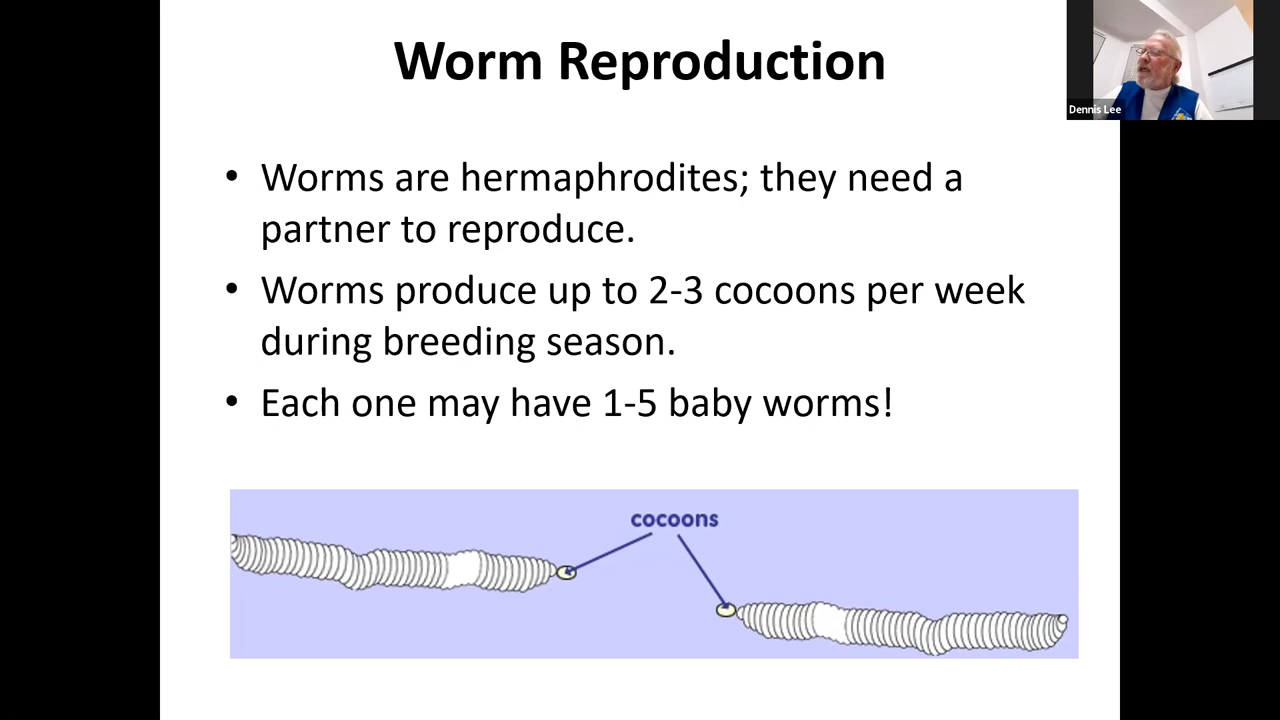 Worm Reproduction
Dennis Lee
• Worms are hermaphrodites; they need a
partner to reproduce.
• Worms produce up to 2-3 cocoons per week
during breeding season.
• Each one may have 1-5 baby worms!
cocoons